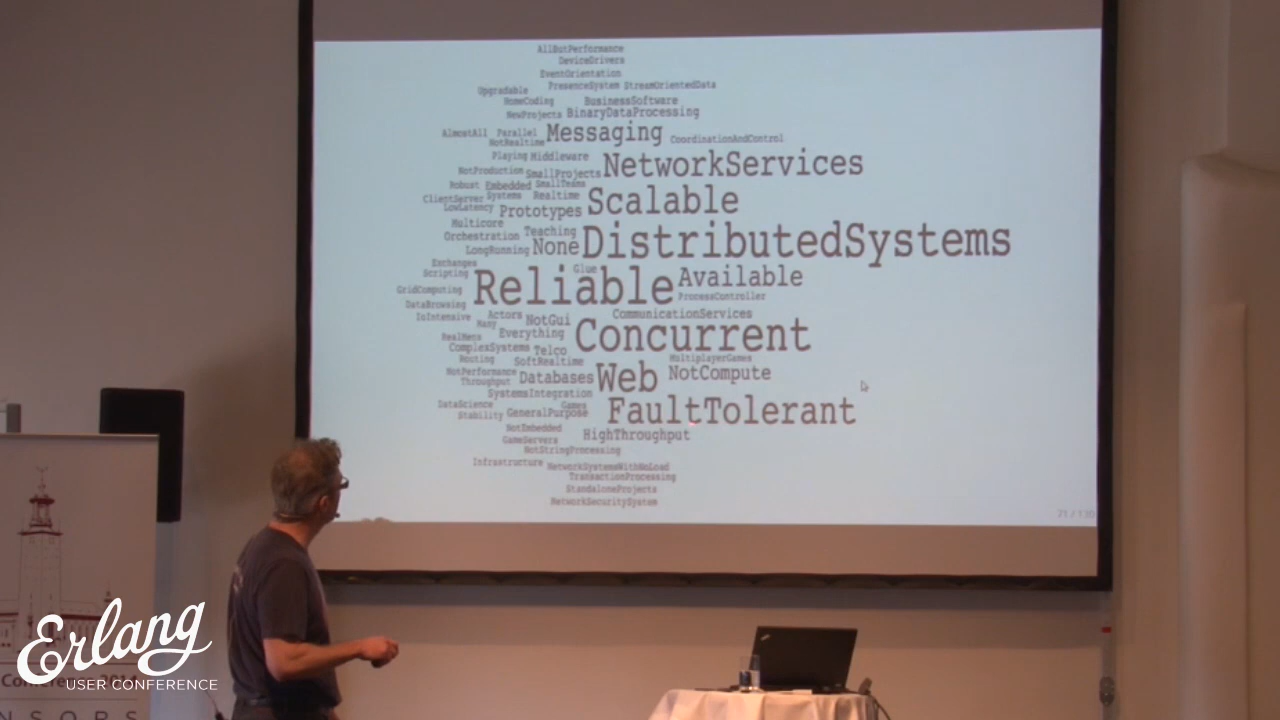 AllButPerformance
DeviceDrivers
EventOrientation
PresenceSystem StreamOrientedData
Upgradable
HomeCoding BusinessSoftware
NewProjects BinaryDataProcessing
AlmostAll Parallel Messaging CoordinationAndControl
NotRealtime
Playing Middleware NetworkServices
NotProduction SmallProjects
Robust Embedded SmallTeams
ClientServer Systems Realtime Scalable
LowLatency Prototypes
Multicore
Orchestration Teaching DistributedSystems
LongRunning None
Exchanges
Scripting Glue Available
GridComputing Reliable ProcessController
DataBrowsing
IoIntensive Actors NotGui CommunicationServices
Many
RealMens Everything Concurrent
ComplexSystems Telco
Routing SoftRealtime MultiplayerGames
NotPerformance Databases Web NotCompute
Throughput
SystemsIntegration
DataScience Games
Stability GeneralPurpose FaultTolerant
NotEmbedded HighThroughput
GameServers
NotStringProcessing
Infrastructure NetworkSystemsWithNoLoad
TransactionProcessing
StandaloneProjects
NetworkSecuritySystem
21 / 130
Erlang
USER CONFERENCE
NSORS